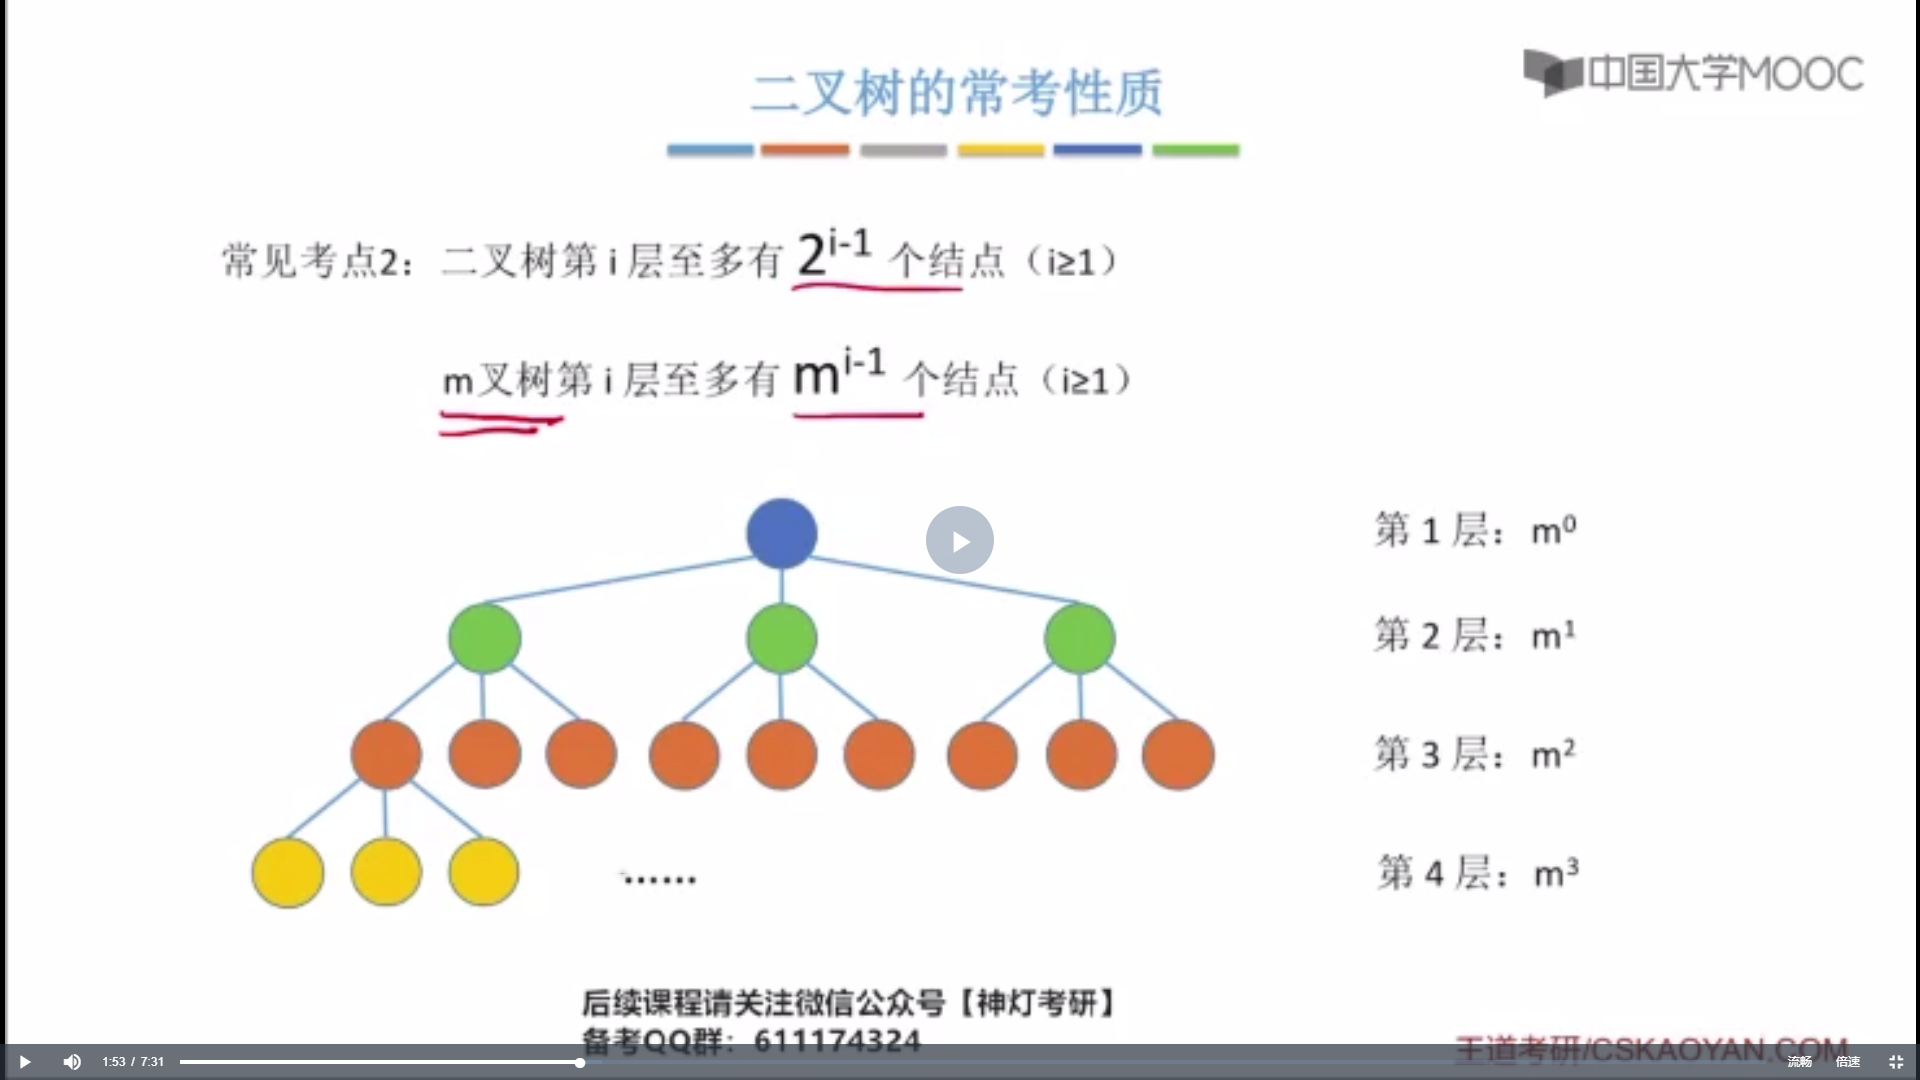 中国大学MOOC
二叉树的常考性质
常见考点2：二叉树第 i 层至多有 2^{i-1} 个结点（i≥1）
m叉树第 i 层至多有 m^{i-1} 个结点（i≥1）
第 1 层：m⁰
第 2 层：m¹
第 3 层：m²
第 4 层：m³
......
后续课程请关注微信公众号【神灯考研】
备考QQ群：611174324
王道考研/CSKAOYAN.COM
1:53 / 7:31
流畅 倍速